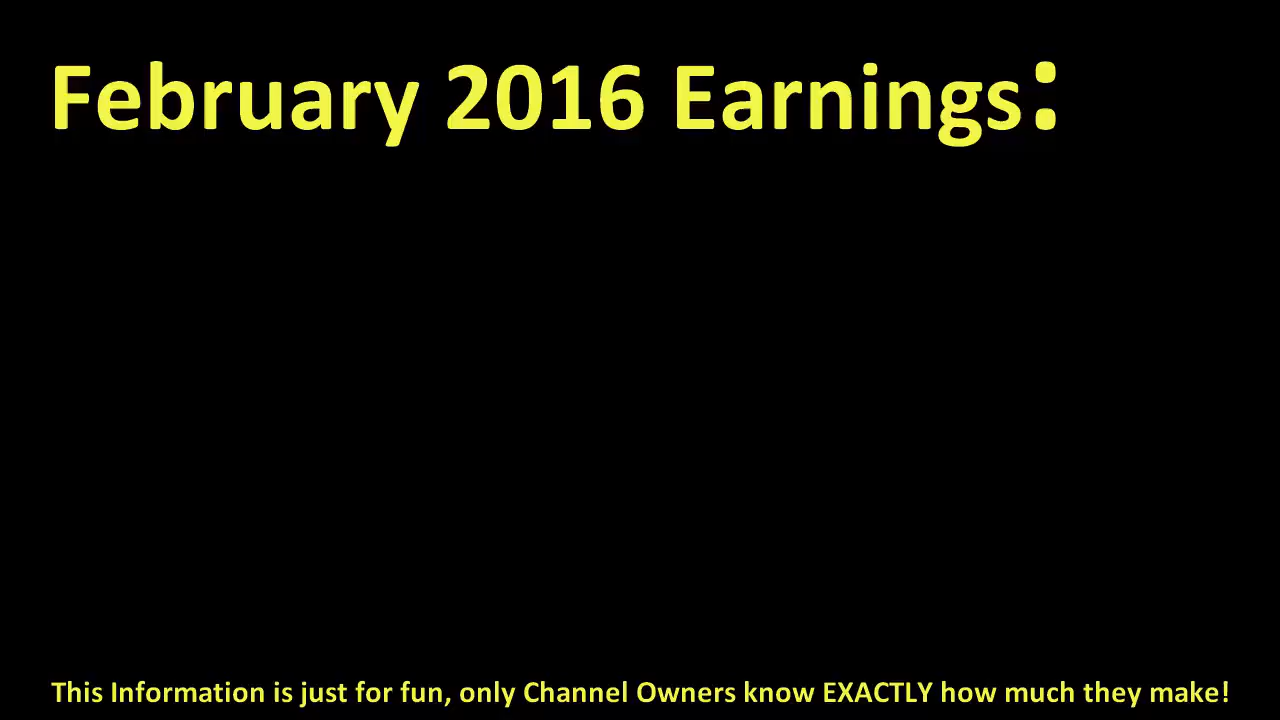 February 2016 Earnings:
This Information is just for fun, only Channel Owners know EXACTLY how much they make!